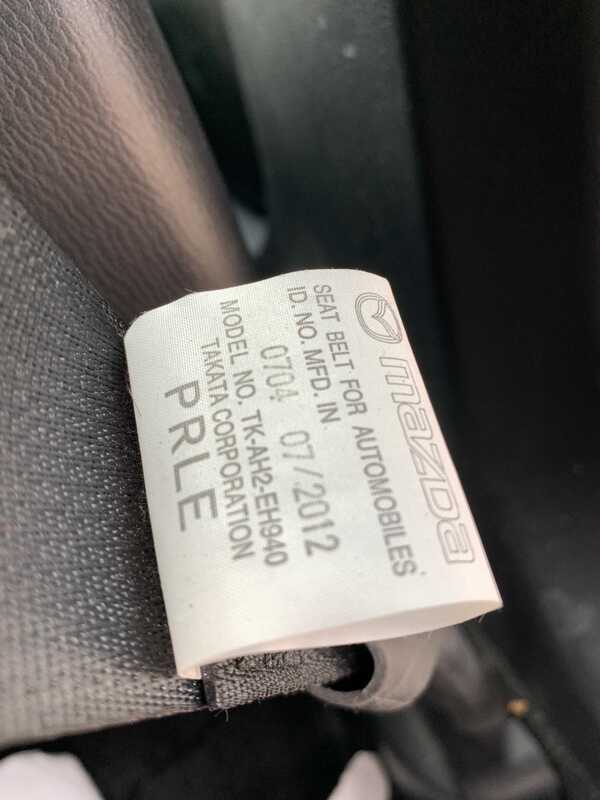 mazda
SEAT BELT FOR AUTOMOBILES
ID. NO. MFD. IN
0704 07/2012
MODEL NO. TK-AH2-EH940
TAKATA CORPORATION
PRLE